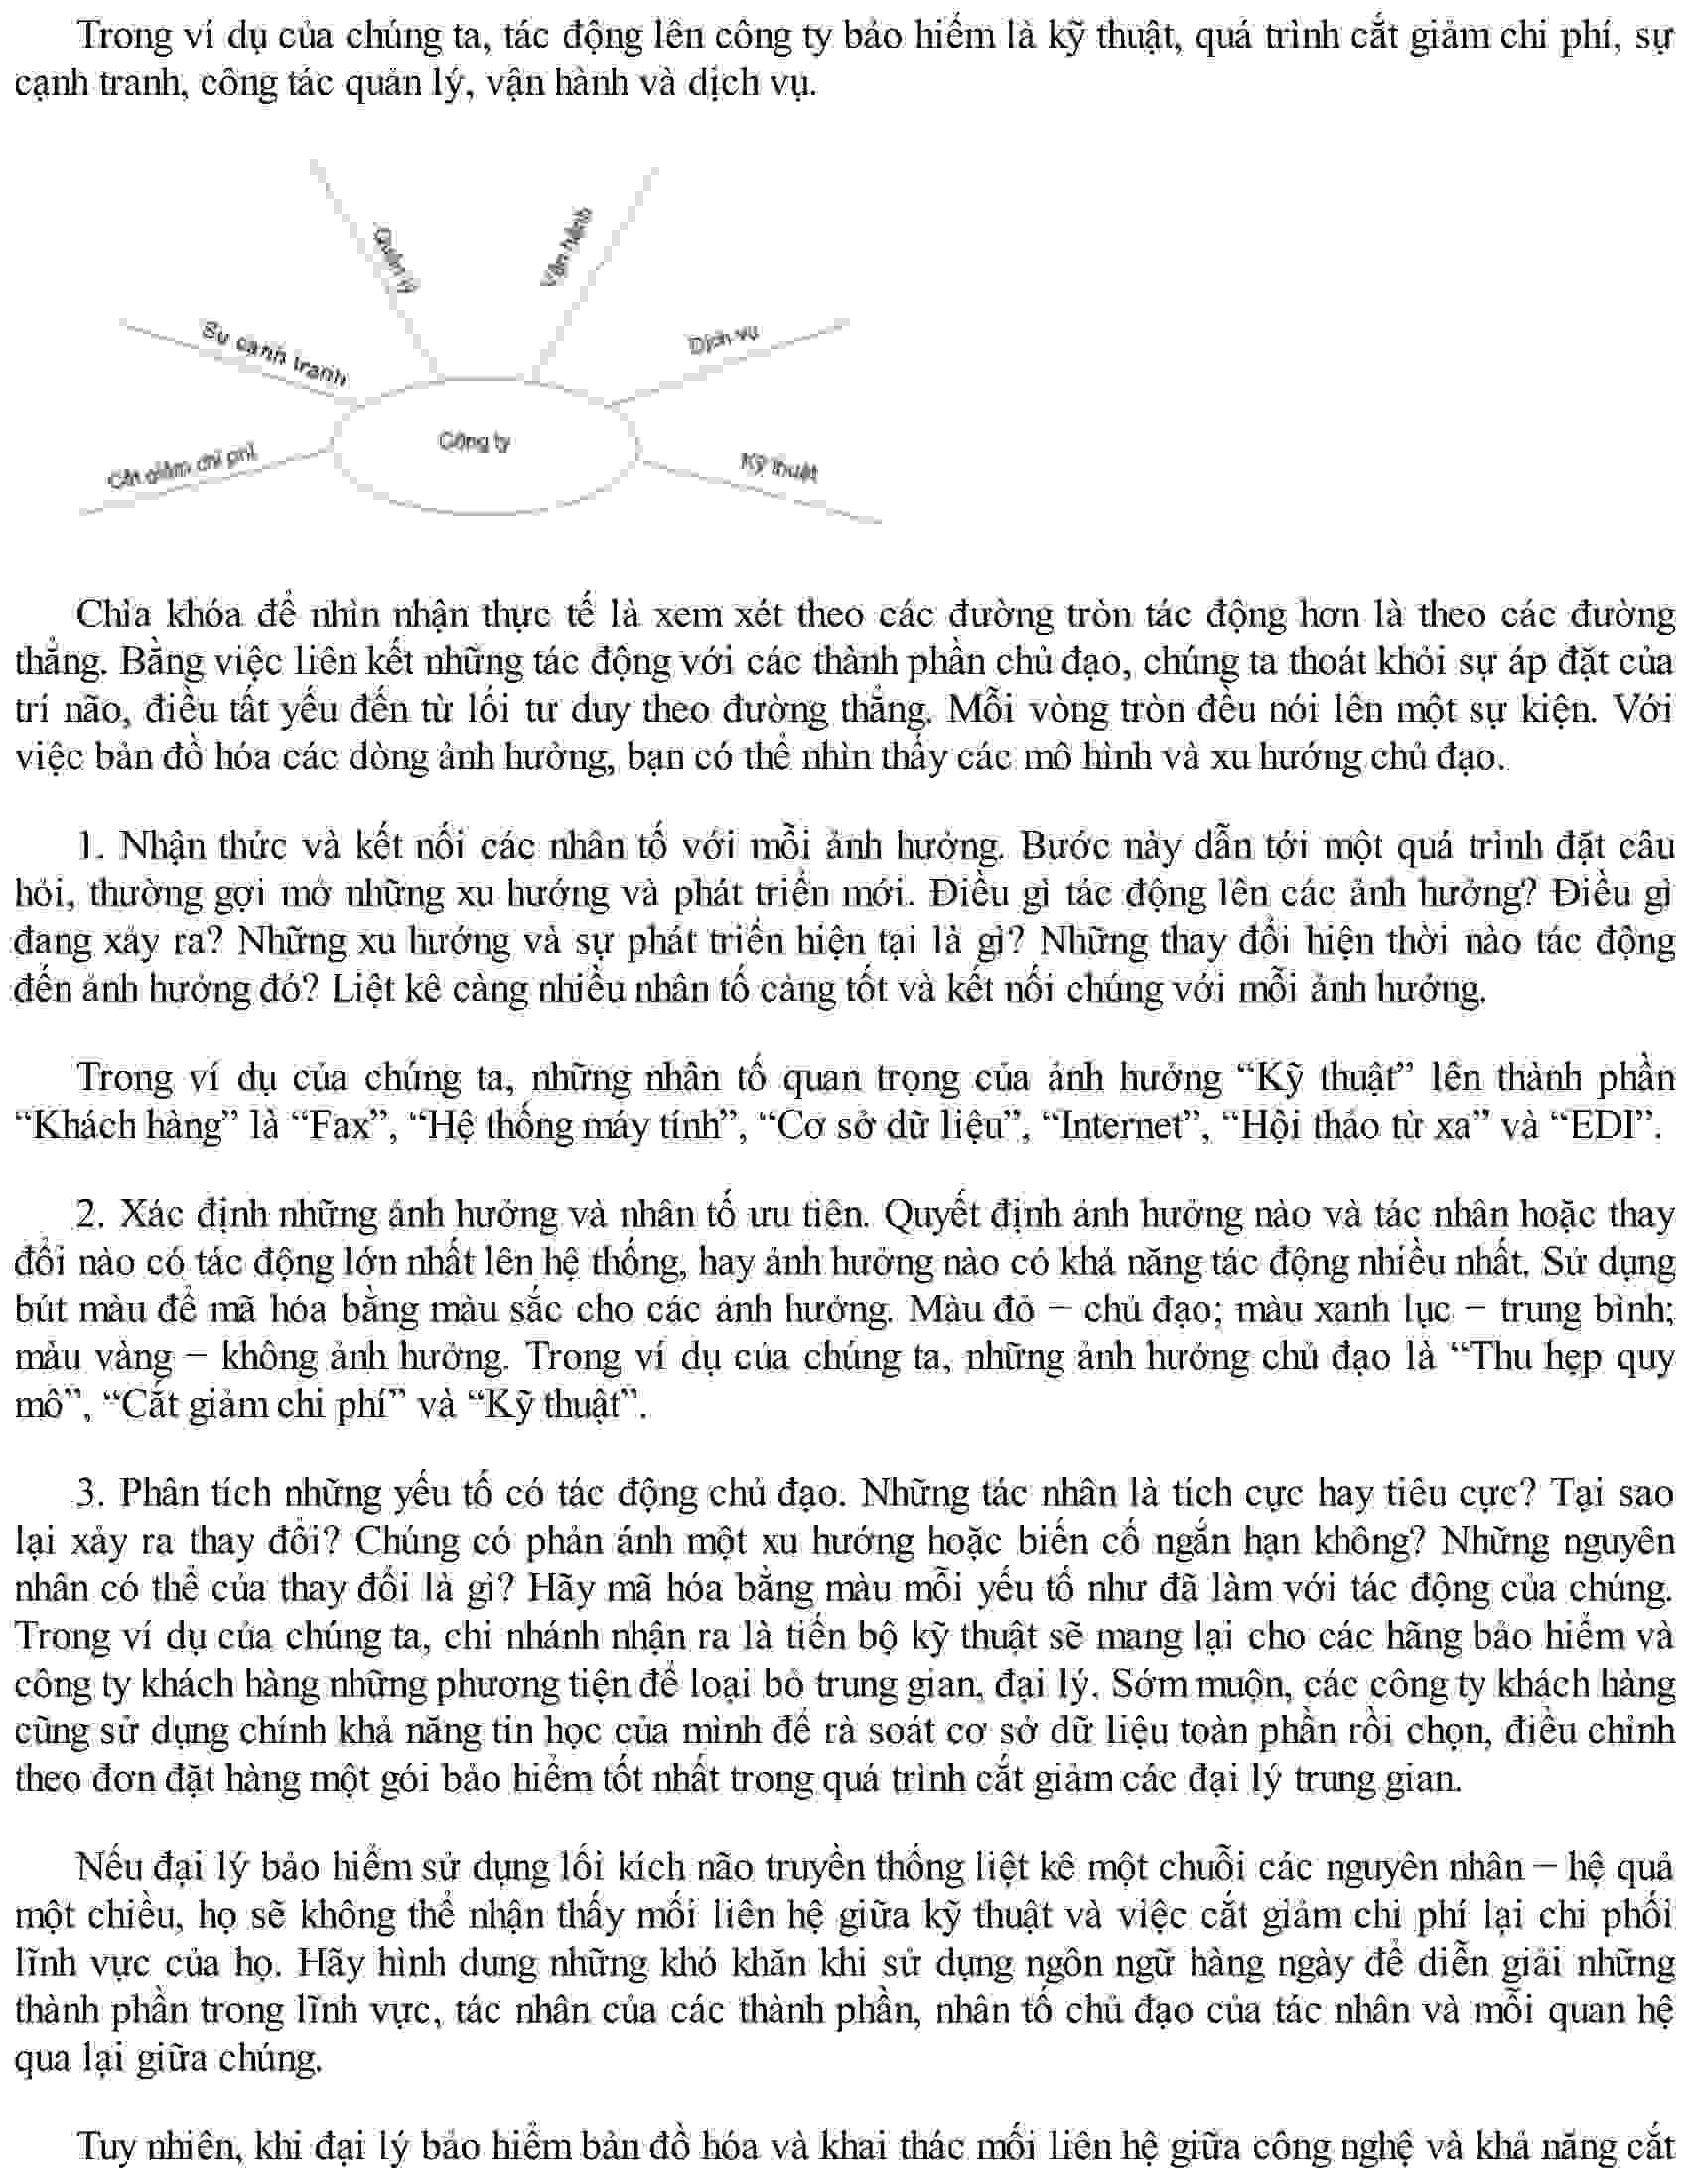 Trong ví dụ của chúng ta, tác động lên công ty bảo hiểm là kỹ thuật, quá trình cắt giảm chi phí, sự
cạnh tranh, công tác quản lý, vận hành và dịch vụ.
Quản lý
Vận hành
Sự cạnh tranh
Dịch vụ
Công ty
Cắt giảm chi phí
Kỹ thuật
Chìa khóa để nhìn nhận thực tế là xem xét theo các đường tròn tác động hơn là theo các đường
thẳng. Bằng việc liên kết những tác động với các thành phần chủ đạo, chúng ta thoát khỏi sự áp đặt của
trí não, điều tất yếu đến từ lối tư duy theo đường thẳng. Mỗi vòng tròn đều nói lên một sự kiện. Với
việc bản đồ hóa các dòng ảnh hưởng, bạn có thể nhìn thấy các mô hình và xu hướng chủ đạo.
1. Nhận thức và kết nối các nhân tố với mỗi ảnh hưởng. Bước này dẫn tới một quá trình đặt câu
hỏi, thường gợi mở những xu hướng và phát triển mới. Điều gì tác động lên các ảnh hưởng? Điều gì
đang xảy ra? Những xu hướng và sự phát triển hiện tại là gì? Những thay đổi hiện thời nào tác động
đến ảnh hưởng đó? Liệt kê càng nhiều nhân tố càng tốt và kết nối chúng với mỗi ảnh hưởng.
Trong ví dụ của chúng ta, những nhân tố quan trọng của ảnh hưởng “Kỹ thuật” lên thành phần
“Khách hàng” là “Fax”, “Hệ thống máy tính”, “Cơ sở dữ liệu”, “Internet”, “Hội thảo từ xa” và “EDI”.
2. Xác định những ảnh hưởng và nhân tố ưu tiên. Quyết định ảnh hưởng nào và tác nhân hoặc thay
đổi nào có tác động lớn nhất lên hệ thống, hay ảnh hưởng nào có khả năng tác động nhiều nhất. Sử dụng
bút màu để mã hóa bằng màu sắc cho các ảnh hưởng. Màu đỏ – chủ đạo; màu xanh lục – trung bình;
màu vàng – không ảnh hưởng. Trong ví dụ của chúng ta, những ảnh hưởng chủ đạo là “Thu hẹp quy
mô”, “Cắt giảm chi phí” và “Kỹ thuật”.
3. Phân tích những yếu tố có tác động chủ đạo. Những tác nhân là tích cực hay tiêu cực? Tại sao
lại xảy ra thay đổi? Chúng có phản ánh một xu hướng hoặc biến cố ngắn hạn không? Những nguyên
nhân có thể của thay đổi là gì? Hãy mã hóa bằng màu mỗi yếu tố như đã làm với tác động của chúng.
Trong ví dụ của chúng ta, chi nhánh nhận ra là tiến bộ kỹ thuật sẽ mang lại cho các hãng bảo hiểm và
công ty khách hàng những phương tiện để loại bỏ trung gian, đại lý. Sớm muộn, các công ty khách hàng
cũng sử dụng chính khả năng tin học của mình để rà soát cơ sở dữ liệu toàn phần rồi chọn, điều chỉnh
theo đơn đặt hàng một gói bảo hiểm tốt nhất trong quá trình cắt giảm các đại lý trung gian.
Nếu đại lý bảo hiểm sử dụng lối kích não truyền thống liệt kê một chuỗi các nguyên nhân – hệ quả
một chiều, họ sẽ không thể nhận thấy mối liên hệ giữa kỹ thuật và việc cắt giảm chi phí lại chi phối
lĩnh vực của họ. Hãy hình dung những khó khăn khi sử dụng ngôn ngữ hàng ngày để diễn giải những
thành phần trong lĩnh vực, tác nhân của các thành phần, nhân tố chủ đạo của tác nhân và mỗi quan hệ
qua lại giữa chúng.
Tuy nhiên, khi đại lý bảo hiểm bản đồ hóa và khai thác mối liên hệ giữa công nghệ và khả năng cắt